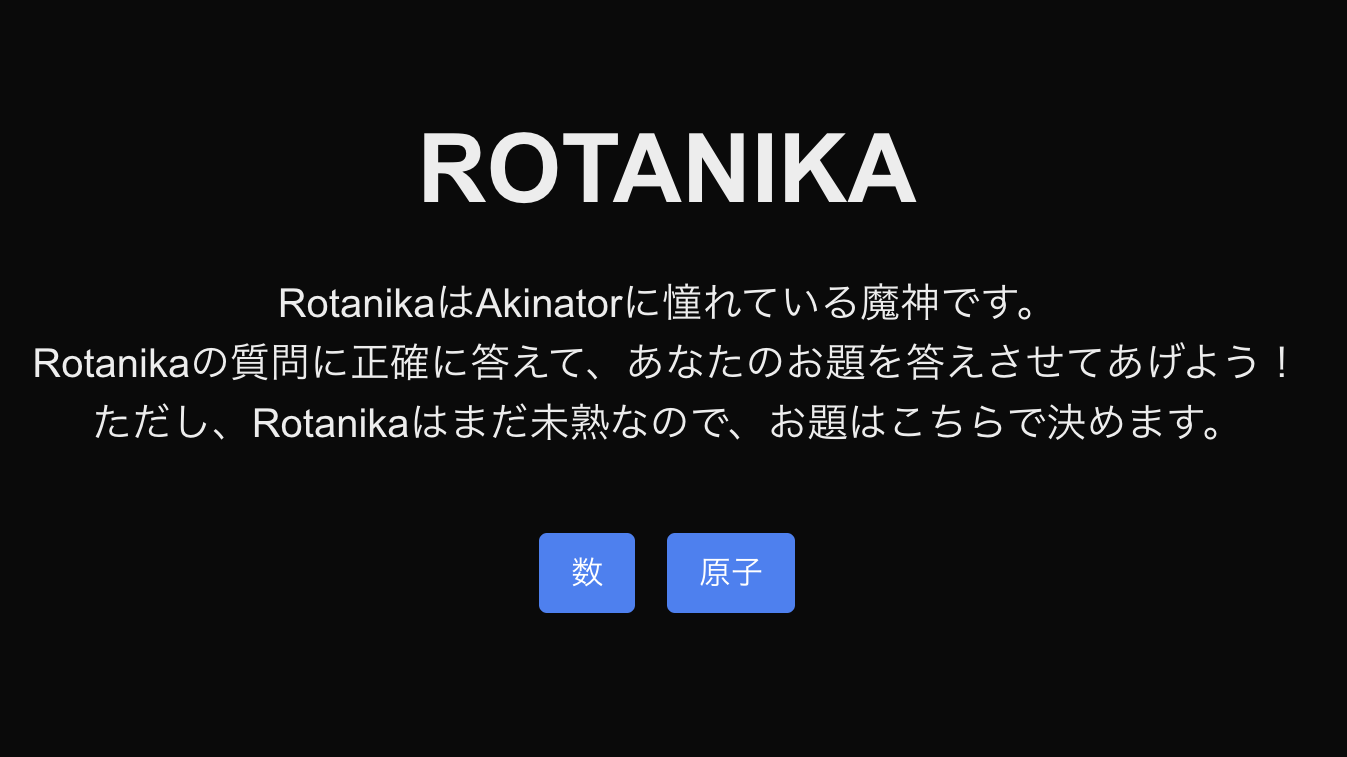 ROTANIKA
RotanikaはAkinatorに憧れている魔神です。
Rotanikaの質問に正確に答えて、あなたのお題を答えさせてあげよう！
ただし、Rotanikaはまだ未熟なので、お題はこちらで決めます。
数
原子